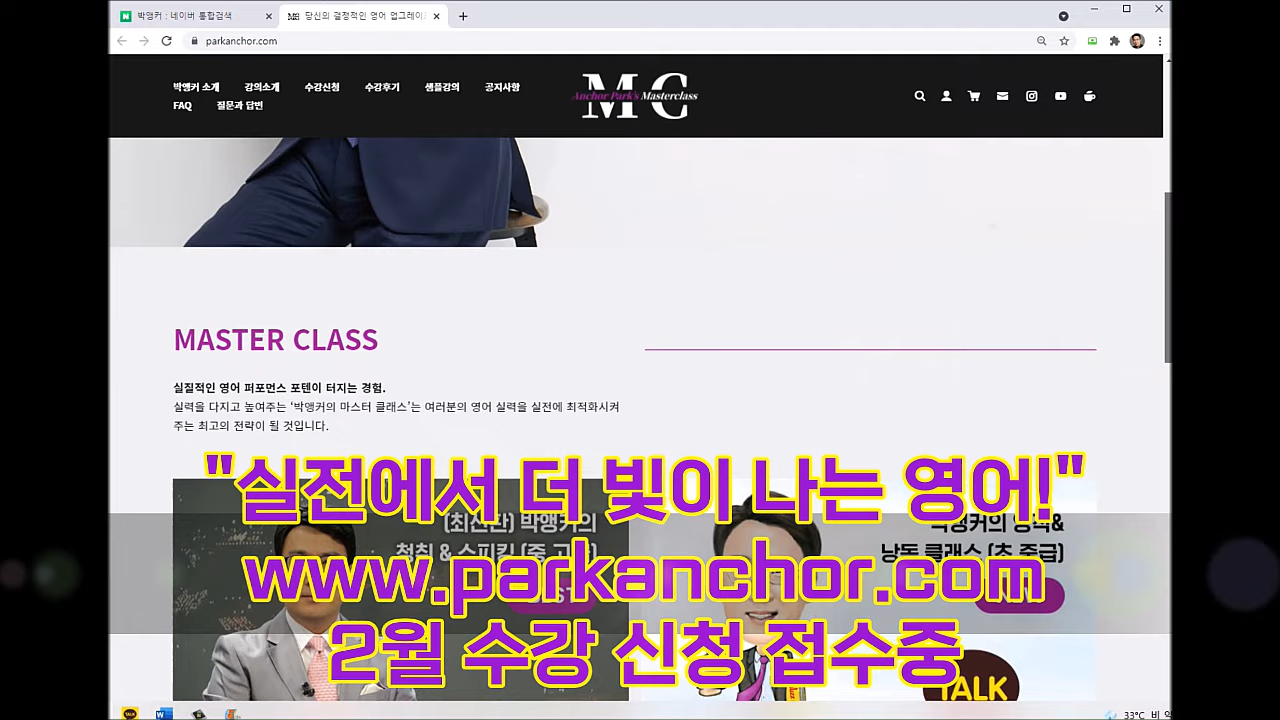 박앵커 : 네이버 통합검색
당신의 결정적인 영어 업그레이드
parkanchor.com
박앵커 소개 강의소개 수강신청 수강후기 샘플강의 공지사항
FAQ 질문과 답변
MC
Anchor Park's Masterclass
MASTER CLASS
실질적인 영어 퍼포먼스 포텐이 터지는 경험.
실력을 다지고 높여주는 ‘박앵커의 마스터 클래스’는 여러분의 영어 실력을 실전에 최적화시켜
주는 최고의 전략이 될 것입니다.
"실전에서 더 빛이 나는 영어!"
(최신판) 박앵커의
청취 & 스피킹 (중 고급)
박앵커의 영작&
낭독 클래스 (초 중급)
www.parkanchor.com
2월 수강 신청 접수중
TALK
TALK
33°C 비